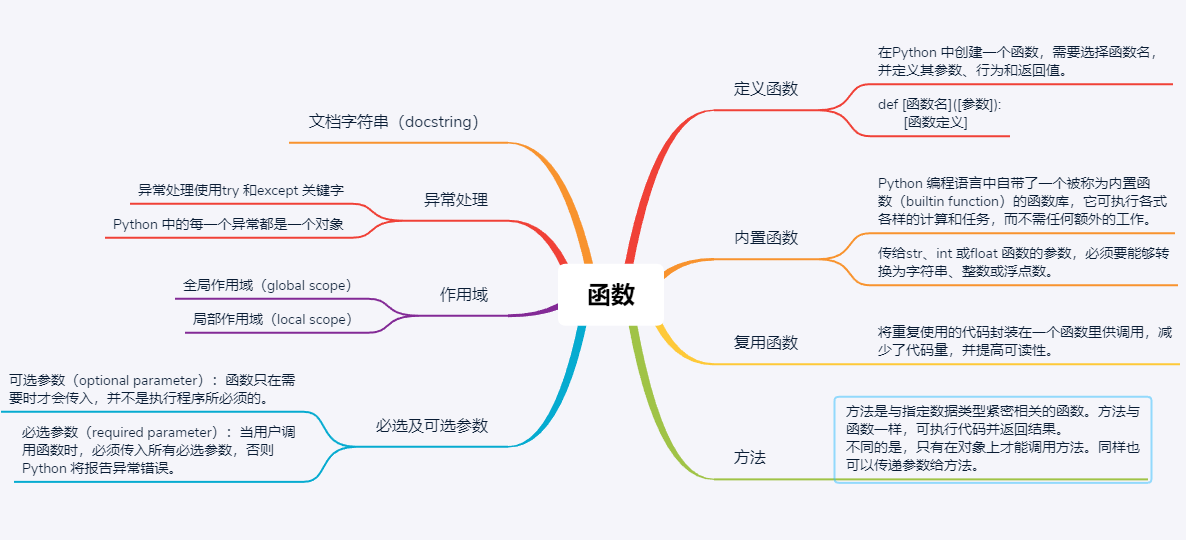 函数
定义函数
在Python 中创建一个函数，需要选择函数名，
并定义其参数、行为和返回值。
def [函数名]([参数]):
[函数定义]
内置函数
Python 编程语言中自带了一个被称为内置函
数（builtin function）的函数库，它可执行各式
各样的计算和任务，而不需任何额外的工作。
传给str、int 或float 函数的参数，必须要能够转
换为字符串、整数或浮点数。
复用函数
将重复使用的代码封装在一个函数里供调用，减
少了代码量，并提高可读性。
方法
方法是与指定数据类型紧密相关的函数。方法与
函数一样，可执行代码并返回结果。
不同的是，只有在对象上才能调用方法。同样也
可以传递参数给方法。
文档字符串（docstring）
异常处理
异常处理使用try 和except 关键字
Python 中的每一个异常都是一个对象
作用域
全局作用域（global scope）
局部作用域（local scope）
必选及可选参数
可选参数（optional parameter）：函数只在需
要时才会传入，并不是执行程序所必须的。
必选参数（required parameter）：当用户调
用函数时，必须传入所有必选参数，否则
Python 将报告异常错误。